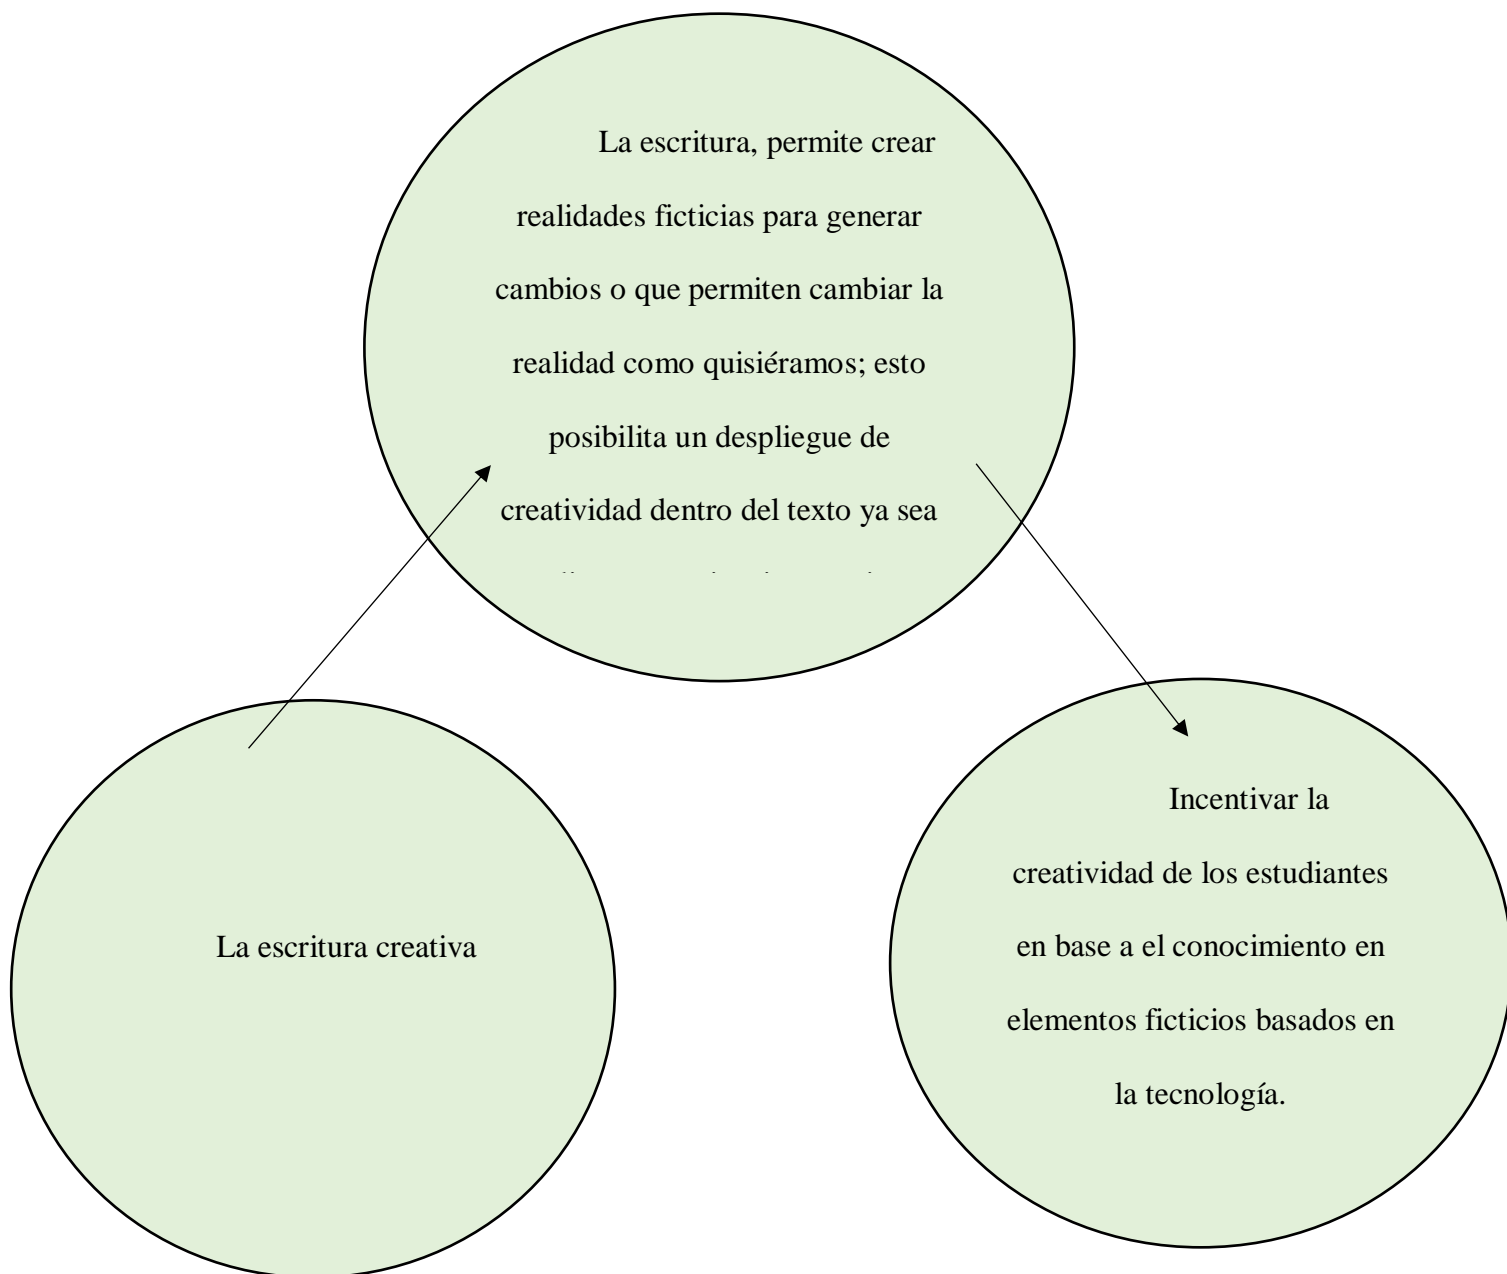 La escritura, permite crear
realidades ficticias para generar
cambios o que permiten cambiar la
realidad como quisiéramos; esto
posibilita un despliegue de
creatividad dentro del texto ya sea
La escritura creativa
Incentivar la
creatividad de los estudiantes
en base a el conocimiento en
elementos ficticios basados en
la tecnología.